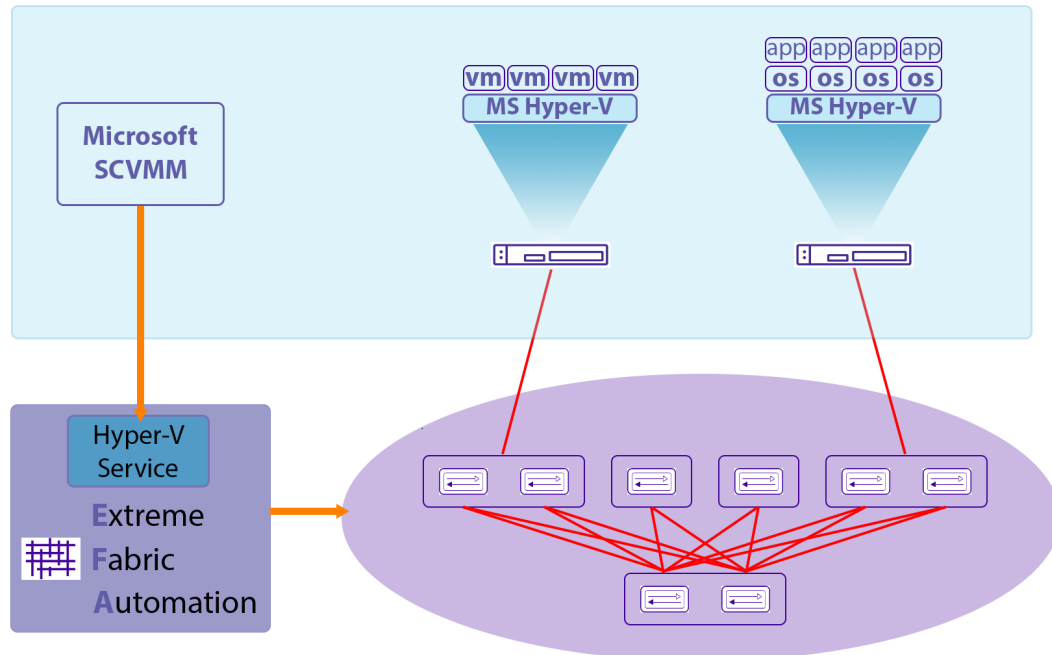 Microsoft
SCVMM
vm vm vm vm
MS Hyper-V
app app app app
os os os os
MS Hyper-V
Hyper-V
Service
Extreme
Fabric
Automation